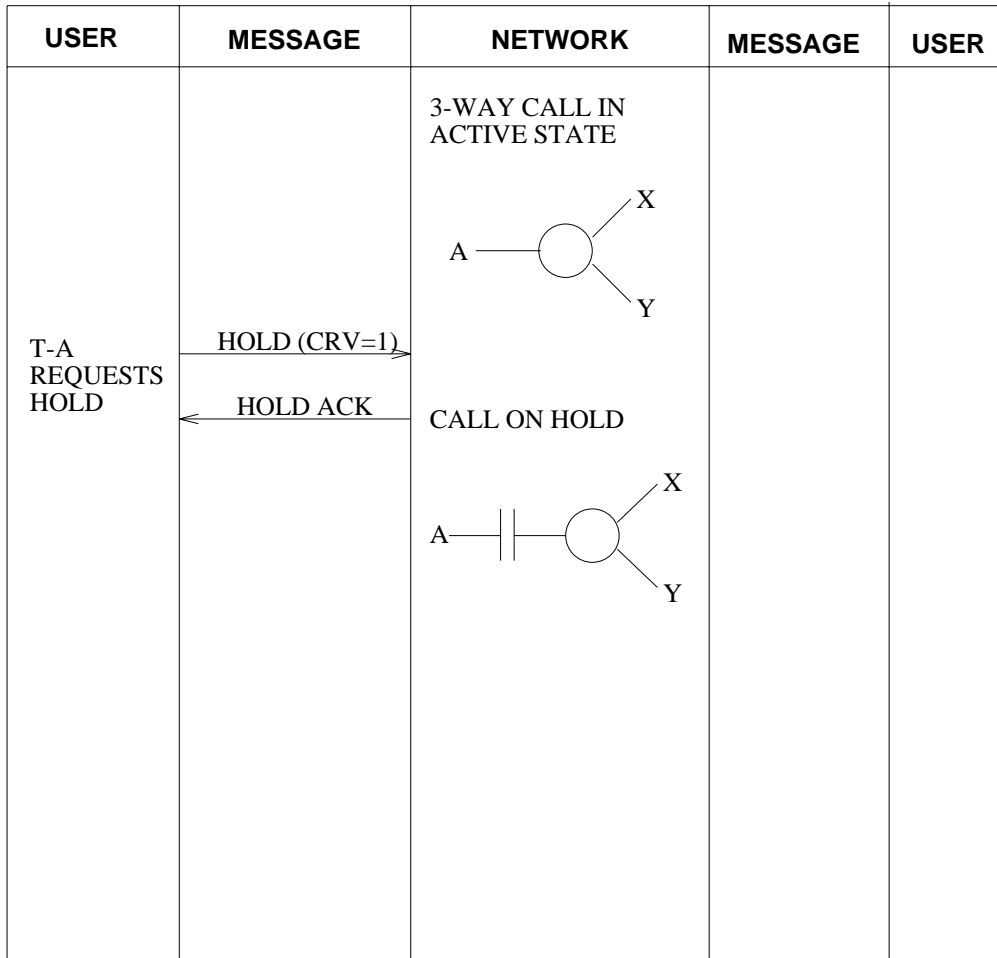 USER MESSAGE NETWORK MESSAGE USER
3-WAY CALL IN
ACTIVE STATE
X
A
Y
HOLD (CRV=1)
T-A
REQUESTS
HOLD
HOLD ACK
CALL ON HOLD
X
A
Y